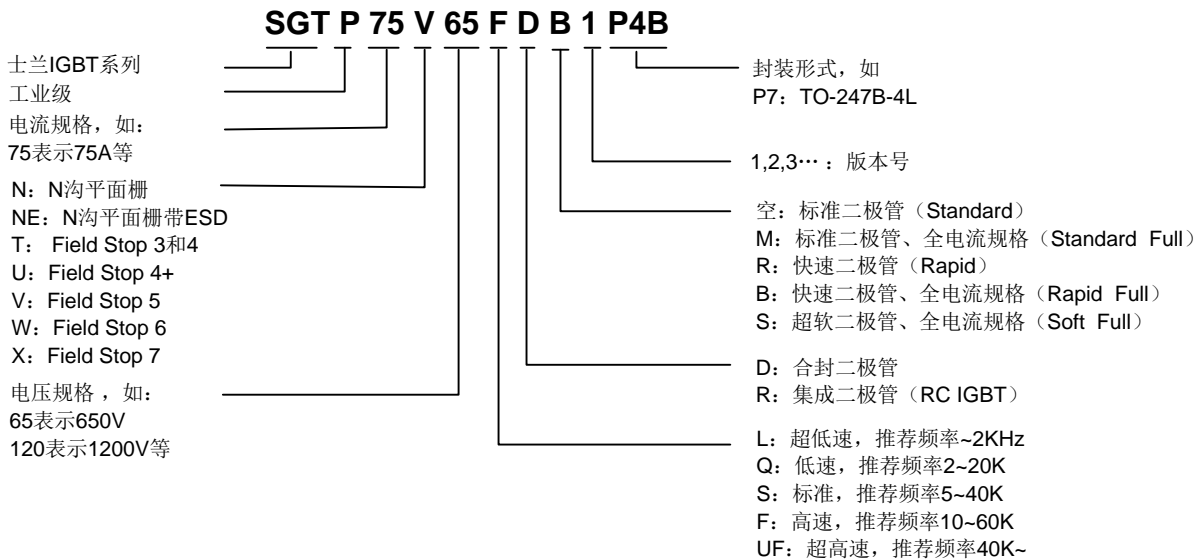 SGT P 75 V 65 F D B 1 P4B
士兰IGBT系列
工业级
电流规格，如：
75表示75A等
N：N沟平面栅
NE：N沟平面栅带ESD
T： Field Stop 3和4
U：Field Stop 4+
V：Field Stop 5
W：Field Stop 6
X：Field Stop 7
电压规格 ，如：
65表示650V
120表示1200V等
封装形式，如
P7：TO-247B-4L
1,2,3… ：版本号
空：标准二极管（Standard）
M：标准二极管、全电流规格（Standard Full）
R：快速二极管（Rapid）
B：快速二极管、全电流规格（Rapid Full）
S：超软二极管、全电流规格（Soft Full）
D：合封二极管
R：集成二极管（RC IGBT）
L：超低速，推荐频率~2KHz
Q：低速，推荐频率2~20K
S：标准，推荐频率5~40K
F：高速，推荐频率10~60K
UF：超高速，推荐频率40K~